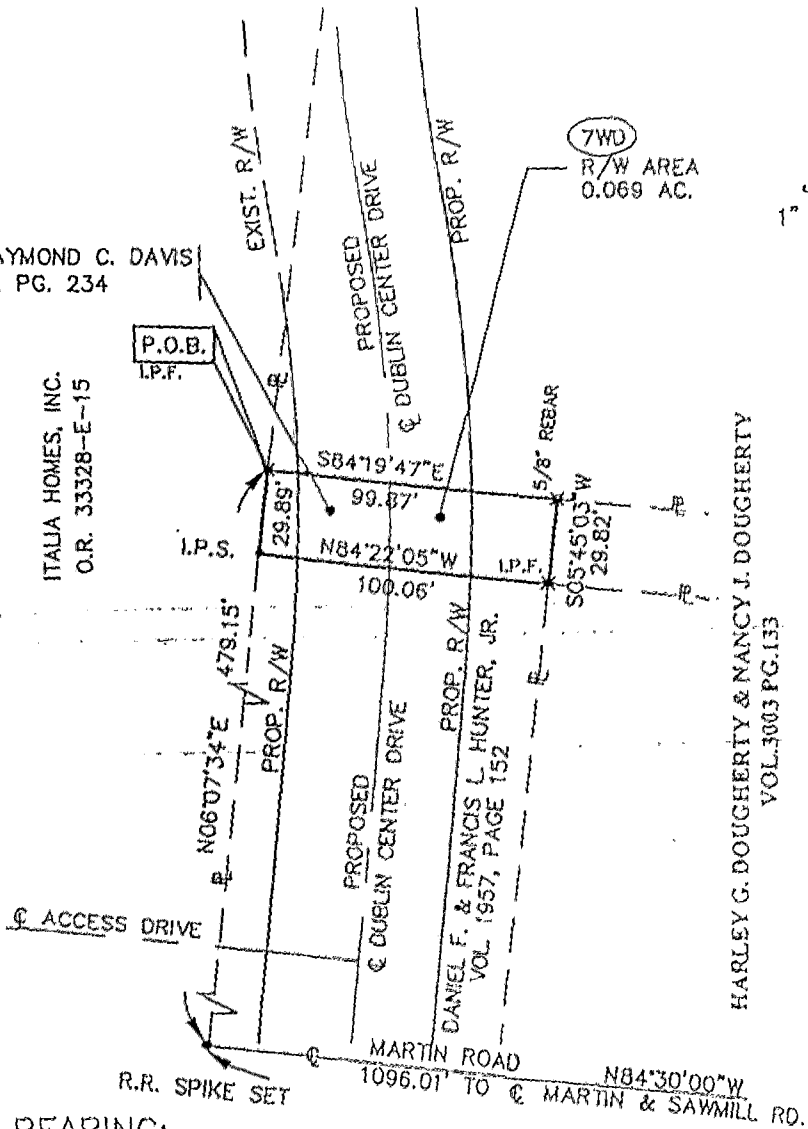 7WD
R/W AREA
0.069 AC.
1"
EXIST. R/W
PROPOSED
℄ DUBLIN CENTER DRIVE
PROP. R/W
AYMOND C. DAVIS
PG. 234
P.O.B.
I.P.F.
℄
ITALIA HOMES, INC.
O.R. 33328-E-15
S84°19'47"E
99.87'
5/8" REBAR
29.89'
I.P.S.
N84°22'05"W
100.06'
I.P.F.
S05°45'03"W
29.82'
HARLEY G. DOUGHERTY & NANCY J. DOUGHERTY
VOL.3003 PG.133
N06°07'34"E 479.15'
PROP. R/W
PROPOSED
℄ DUBLIN CENTER DRIVE
PROP. R/W
DANIEL F. & FRANCIS L. HUNTER, JR.
VOL. 1957, PAGE 152
℄ ACCESS DRIVE
℄ MARTIN ROAD N84°30'00"W
1096.01' TO ℄ MARTIN & SAWMILL RD.
R.R. SPIKE SET
BEARING: